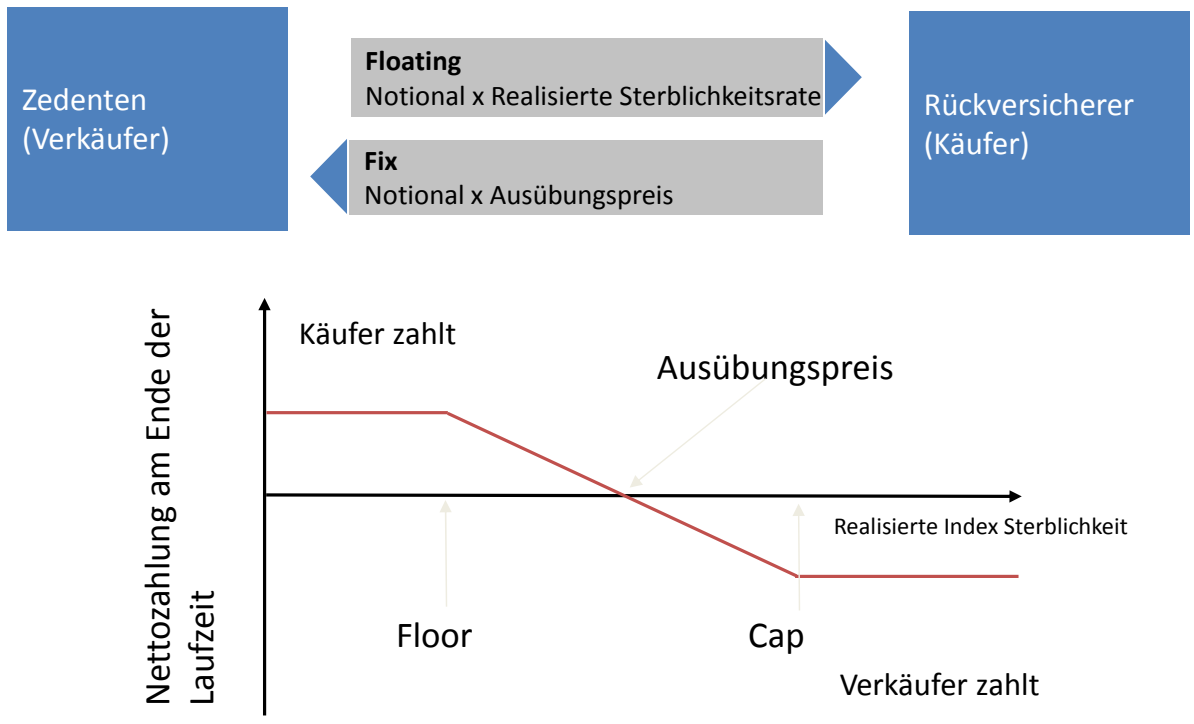 Zedenten
(Verkäufer)
Floating
Notional x Realisierte Sterblichkeitsrate
Fix
Notional x Ausübungspreis
Rückversicherer
(Käufer)
Nettozahlung am Ende der
Laufzeit
Käufer zahlt
Ausübungspreis
Realisierte Index Sterblichkeit
Floor
Cap
Verkäufer zahlt